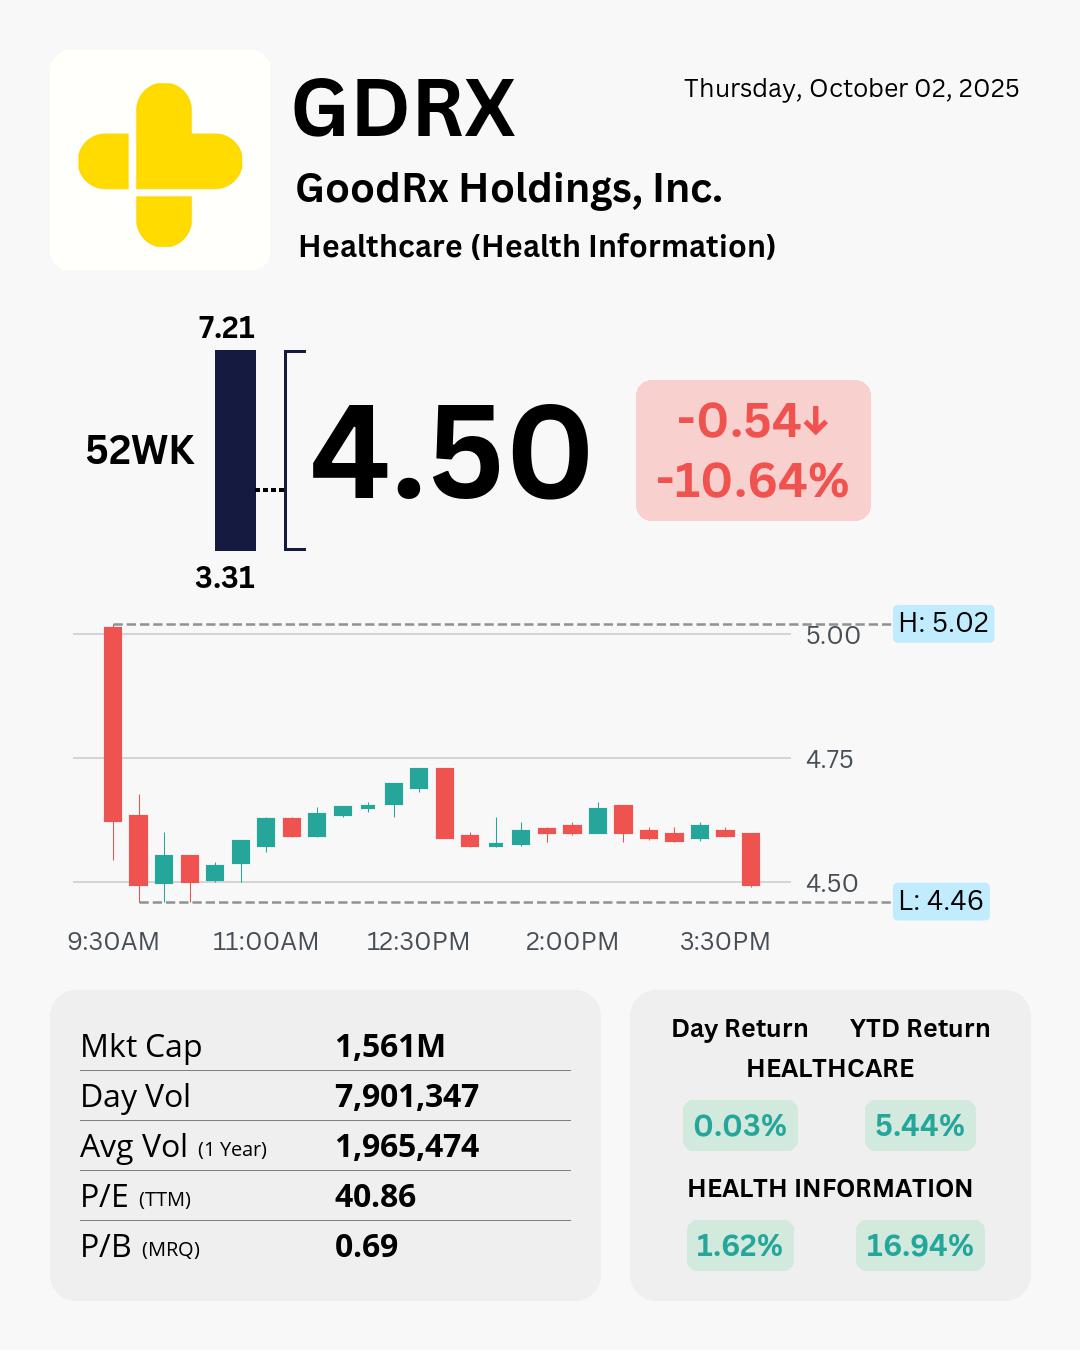 GDRX
Thursday, October 02, 2025
GoodRx Holdings, Inc.
Healthcare (Health Information)
7.21
52WK
4.50
-0.54↓
-10.64%
3.31
H: 5.02
5.00
4.75
4.50
L: 4.46
9:30AM 11:00AM 12:30PM 2:00PM 3:30PM
Mkt Cap 1,561M
Day Vol 7,901,347
Avg Vol (1 Year) 1,965,474
P/E (TTM) 40.86
P/B (MRQ) 0.69
Day Return YTD Return
HEALTHCARE
0.03% 5.44%
HEALTH INFORMATION
1.62% 16.94%